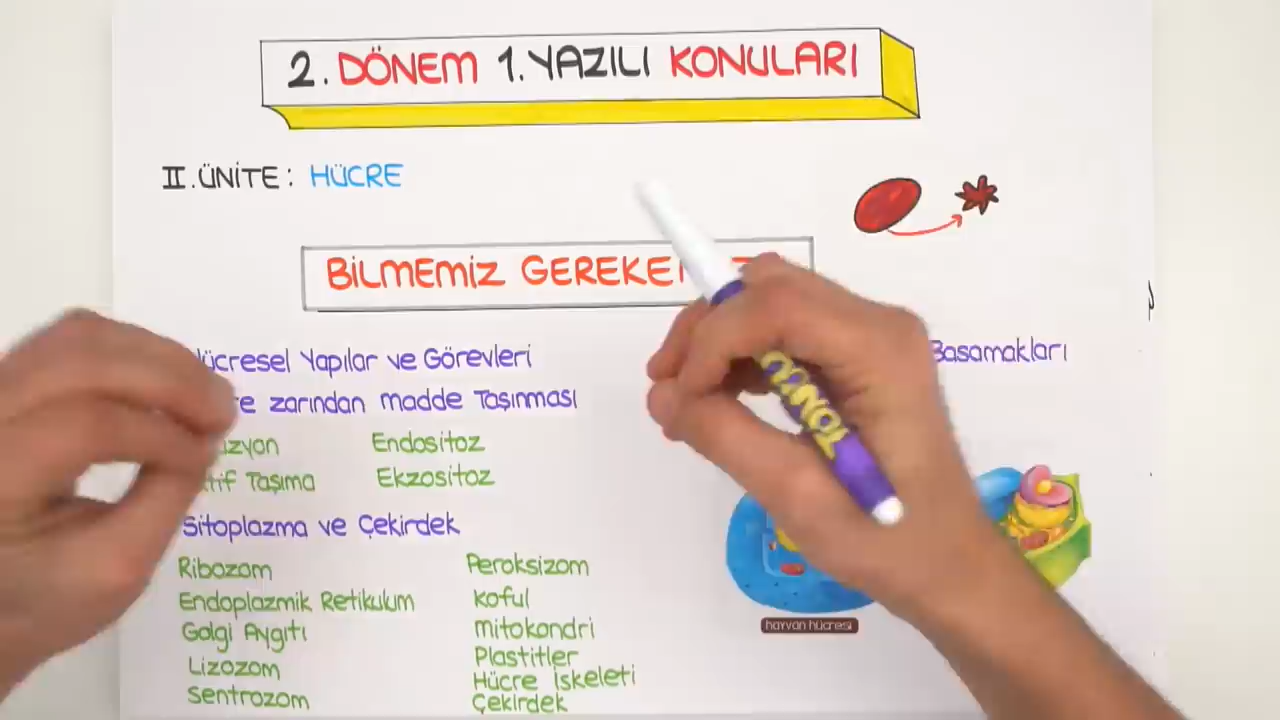 2. DÖNEM 1. YAZILI KONULARI
II. ÜNİTE: HÜCRE
BİLMEMİZ
Hücresel Yapılar ve Görevleri
Basamakları
zarından madde Taşınması
Endositoz
Taşıma Ekzositoz
Sitoplazma ve Çekirdek
Ribozom Peroksizom
Endoplazmik Retikulum Koful
Golgi Aygıtı Mitokondri
Lizozom Plastitler
Sentrozom Hücre İskeleti
Çekirdek
hayvan hücresi